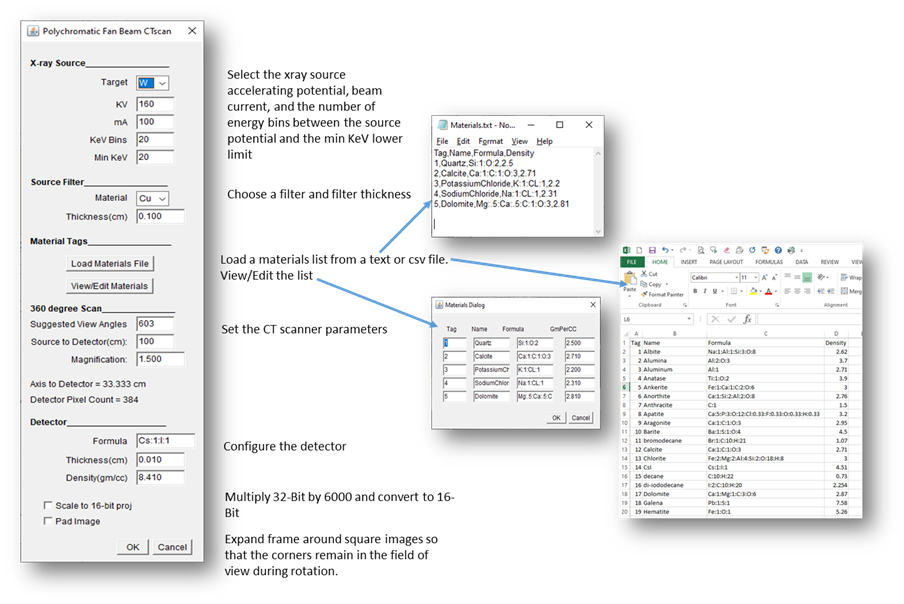 Polychromatic Fan Beam CTscan
X-ray Source
Target W
KV 160
mA 100
KeV Bins 20
Min KeV 20
Source Filter
Material Cu
Thickness(cm) 0.100
Material Tags
Load Materials File
View/Edit Materials
360 degree Scan
Suggested View Angles 603
Source to Detector(cm): 100
Magnification: 1.500
Axis to Detector = 33.333 cm
Detector Pixel Count = 384
Detector
Formula Cs:1:I:1
Thickness(cm) 0.010
Density(gm/cc) 8.410
Scale to 16-bit proj
Pad Image
OK Cancel
Select the xray source
accelerating potential, beam
current, and the number of
energy bins between the source
potential and the min KeV lower
limit
Choose a filter and filter thickness
Load a materials list from a text or csv file.
View/Edit the list
Set the CT scanner parameters
Configure the detector
Multiply 32-Bit by 6000 and convert to 16-
Bit
Expand frame around square images so
that the corners remain in the field of
view during rotation.
Materials.txt - No...
File Edit Format View Help
Tag,Name,Formula,Density
1,Quartz,Si:1:O:2,2.5
2,Calcite,Ca:1:C:1:O:3,2.71
3,PotassiumChloride,K:1:CL:1,2.2
4,SodiumChloride,Na:1:CL:1,2.31
5,Dolomite,Mg:.5:Ca:.5:C:1:O:3,2.81
Materials Dialog
Tag Name Formula GmPerCC
1 Quartz Si:1:O:2 2.500
2 Calcite Ca:1:C:1:O:3 2.710
3 PotassiumCh K:1:CL:1 2.200
4 SodiumChlor Na:1:CL:1 2.310
5 Dolomite Mg:.5:Ca:.5:C 2.810
OK Cancel
FILE HOME INSERT PAGE LAYOUT FORMULAS DATA REVIEW VIEW
Cut
Copy
Format Painter
Paste
Calibri 11
B I U
Wrap
Merg
Clipboard Font Alignment
L6 fx
A B C D
1 Tag Name Formula Density
2 1 Albite Na:1:Al:1:Si:3:O:8 2.62
3 2 Alumina Al:2:O:3 3.7
4 3 Aluminum Al:1 2.71
5 4 Anatase Ti:1:O:2 3.9
6 5 Ankerite Fe:1:Ca:1:C:2:O:6 3
7 6 Anorthite Ca:1:Si:2:Al:2:O:8 2.76
8 7 Anthracite C:1 1.5
9 8 Apatite Ca:5:P:3:O:12:Cl:0.33:F:0.33:O:0.33:H:0.33 3.2
10 9 Aragonite Ca:1:C:1:O:3 2.95
11 10 Barite Ba:1:S:1:O:4 4.5
12 11 bromodecane Br:1:C:10:H:21 1.07
13 12 Calcite Ca:1:C:1:O:3 2.71
14 13 Chlorite Fe:2:Mg:2:Al:4:Si:2:O:18:H:8 3
15 14 CsI Cs:1:I:1 4.51
16 15 decane C:10:H:22 0.73
17 16 di-iododecane I:2:C:10:H:20 2.254
18 17 Dolomite Ca:1:Mg:1:C:3:O:6 2.87
19 18 Galena Pb:1:S:1 7.58
20 19 Hematite Fe:1:O:1 5.26